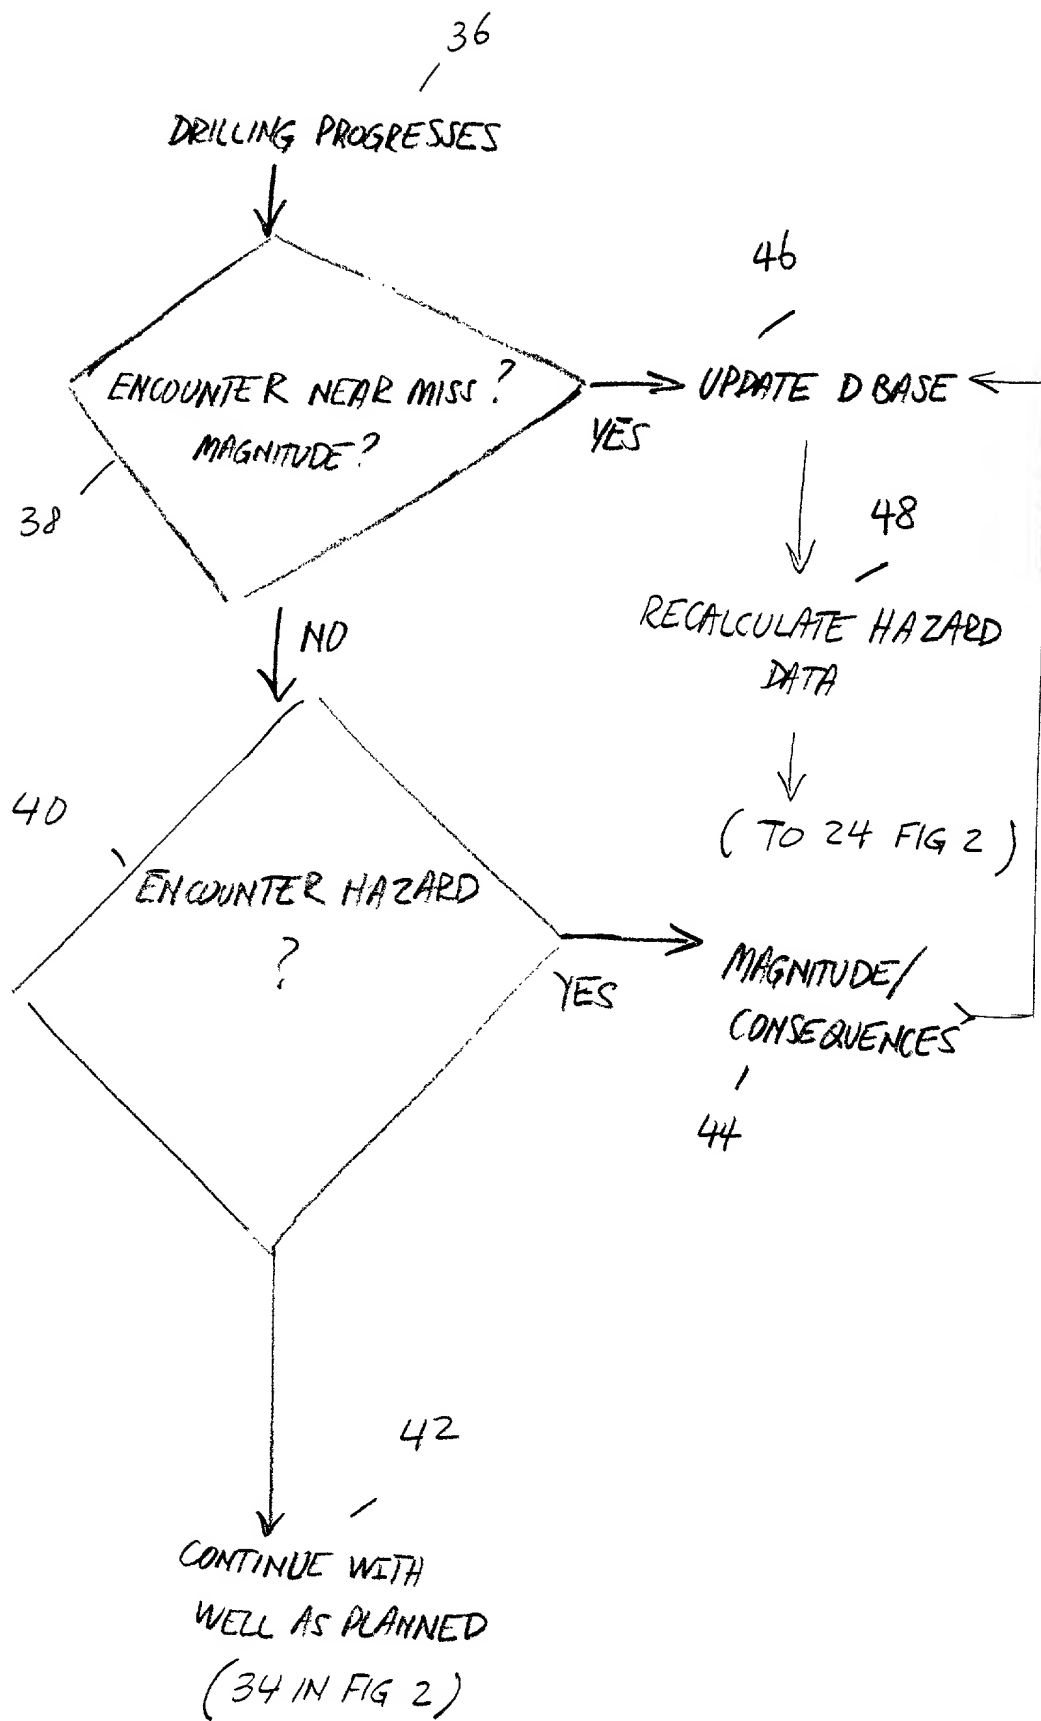 36
DRILLING PROGRESSES
46
ENCOUNTER NEAR MISS?
MAGNITUDE?
YES
UPDATE D BASE
38
48
NO
RECALCULATE HAZARD
DATA
40
(TO 24 FIG 2)
ENCOUNTER HAZARD
?
YES
MAGNITUDE/
CONSEQUENCES
44
42
CONTINUE WITH
WELL AS PLANNED
(34 IN FIG 2)